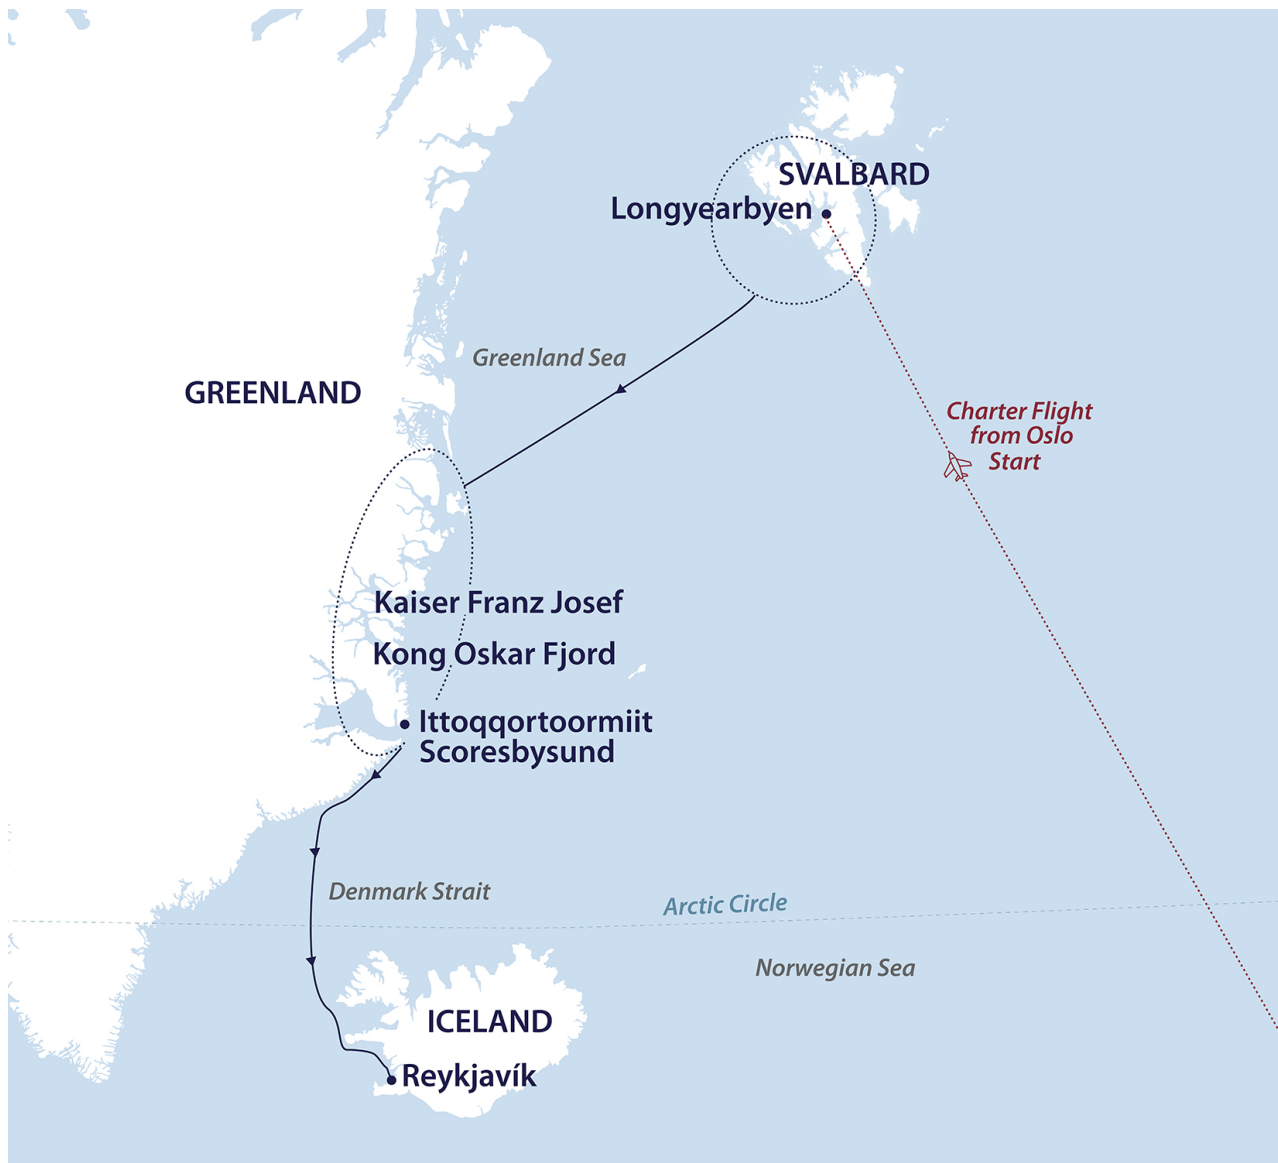 SVALBARD
Longyearbyen
Greenland Sea
GREENLAND
Charter Flight
from Oslo
Start
Kaiser Franz Josef
Kong Oskar Fjord
Ittoqqortoormiit
Scoresbysund
Denmark Strait
Arctic Circle
Norwegian Sea
ICELAND
Reykjavík